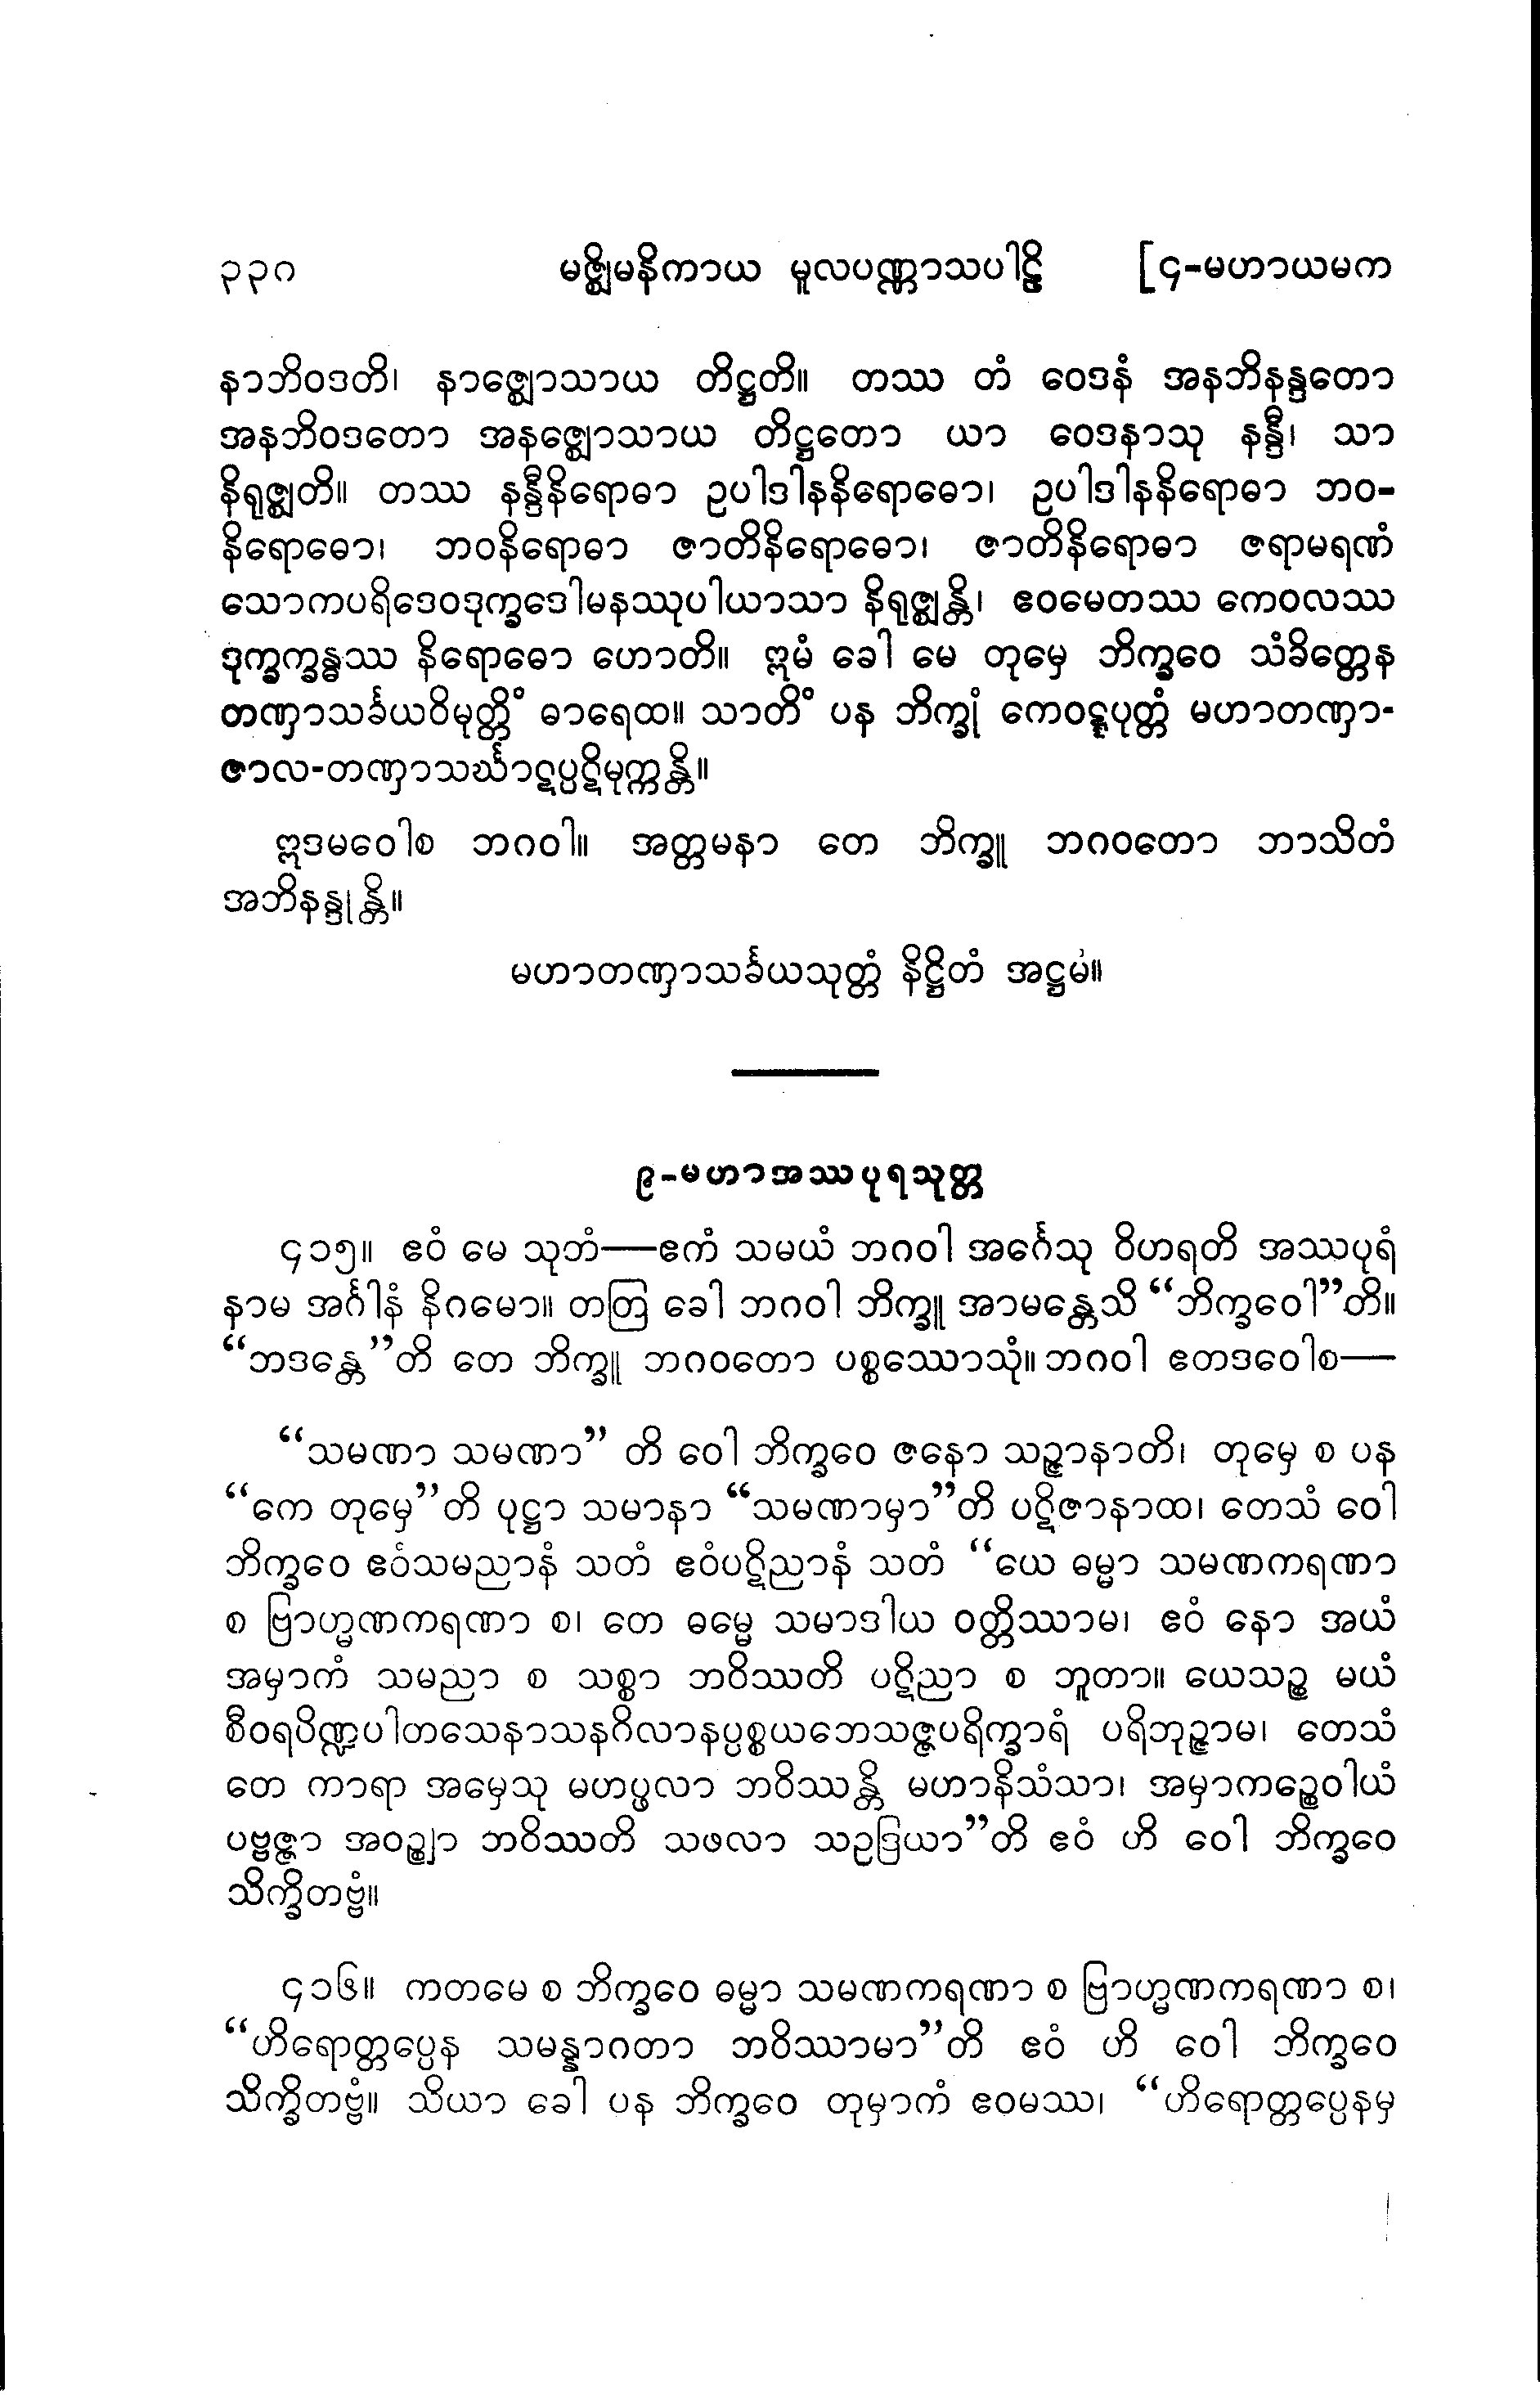 ၃၃၈ မဇ္ဈိမနိကာယ မူလပဏ္ဏာသပါဠိ [၄-မဟာယမက
နာဘိဝဒတိ၊ နာဇ္ဈောသာယ တိဋ္ဌတိ။ တဿ တံ ဝေဒနံ အနဘိနန္ဒတော
အနဘိဝဒတော အနဇ္ဈောသာယ တိဋ္ဌတော ယာ ဝေဒနာသု နန္ဒီ၊ သာ
နိရုဇ္ဈတိ။ တဿ နန္ဒီနိရောဓာ ဥပါဒါနနိရောဓော၊ ဥပါဒါနနိရောဓာ ဘဝ-
နိရောဓော၊ ဘဝနိရောဓာ ဇာတိနိရောဓော၊ ဇာတိနိရောဓာ ဇရာမရဏံ
သောကပရိဒေဝဒုက္ခဒေါမနဿုပါယာသာ နိရုဇ္ဈန္တိ၊ ဧဝမေတဿ ကေဝလဿ
ဒုက္ခက္ခန္ဓဿ နိရောဓော ဟောတိ။ ဣမံ ခေါ မေ တုမှေ ဘိက္ခဝေ သံခိတ္တေန
တဏှာသင်္ခယဝိမုတ္တိံ ဓာရေထ။ သာတိံ ပန ဘိက္ခုံ ကေဝဋ္ဋပုတ္တံ မဟာတဏှာ-
ဇာလ-တဏှာသင်္ဃာဋပ္ပဋိမုက္ကန္တိ။
ဣဒမဝေါစ ဘဂဝါ။ အတ္တမနာ တေ ဘိက္ခူ ဘဂဝတော ဘာသိတံ
အဘိနန္ဒုန္တိ။
မဟာတဏှာသင်္ခယသုတ္တံ နိဋ္ဌိတံ အဋ္ဌမံ။
၉-မဟာအဿပုရသုတ္တ
၄၁၅။ ဧဝံ မေ သုတံ—ဧကံ သမယံ ဘဂဝါ အင်္ဂေသု ဝိဟရတိ အဿပုရံ
နာမ အင်္ဂါနံ နိဂမော။ တတြ ခေါ ဘဂဝါ ဘိက္ခူ အာမန္တေသိ “ဘိက္ခဝေါ”တိ။
“ဘဒန္တေ”တိ တေ ဘိက္ခူ ဘဂဝတော ပစ္စဿောသုံ။ ဘဂဝါ ဧတဒဝေါစ—
“သမဏာ သမဏာ” တိ ဝေါ ဘိက္ခဝေ ဇနော သဉ္ဇာနာတိ၊ တုမှေ စ ပန
“ကေ တုမှေ”တိ ပုဋ္ဌာ သမာနာ “သမဏာမှာ”တိ ပဋိဇာနာထ၊ တေသံ ဝေါ
ဘိက္ခဝေ ဧဝံသမညာနံ သတံ ဧဝံပဋိညာနံ သတံ “ယေ ဓမ္မာ သမဏကရဏာ
စ ဗြာဟ္မဏကရဏာ စ၊ တေ ဓမ္မေ သမာဒါယ ဝတ္တိဿာမ၊ ဧဝံ နော အယံ
အမှာကံ သမညာ စ သစ္စာ ဘဝိဿတိ ပဋိညာ စ ဘူတာ။ ယေသဉ္စ မယံ
စီဝရပိဏ္ဍပါတသေနာသနဂိလာနပ္ပစ္စယဘေသဇ္ဇပရိက္ခာရံ ပရိဘုဉ္ဇာမ၊ တေသံ
တေ ကာရာ အမှေသု မဟပ္ဖလာ ဘဝိဿန္တိ မဟာနိသံသာ၊ အမှာကဉ္စေဝါယံ
ပဗ္ဗဇ္ဇာ အဝဉ္ဈာ ဘဝိဿတိ သဖလာ သဥဒြယာ”တိ ဧဝံ ဟိ ဝေါ ဘိက္ခဝေ
သိက္ခိတဗ္ဗံ။
၄၁၆။ ကတမေ စ ဘိက္ခဝေ ဓမ္မာ သမဏကရဏာ စ ဗြာဟ္မဏကရဏာ စ၊
“ဟိရောတ္တပ္ပေန သမန္နာဂတာ ဘဝိဿာမာ”တိ ဧဝံ ဟိ ဝေါ ဘိက္ခဝေ
သိက္ခိတဗ္ဗံ။ သိယာ ခေါ ပန ဘိက္ခဝေ တုမှာကံ ဧဝမဿ၊ “ဟိရောတ္တပ္ပေနမှ